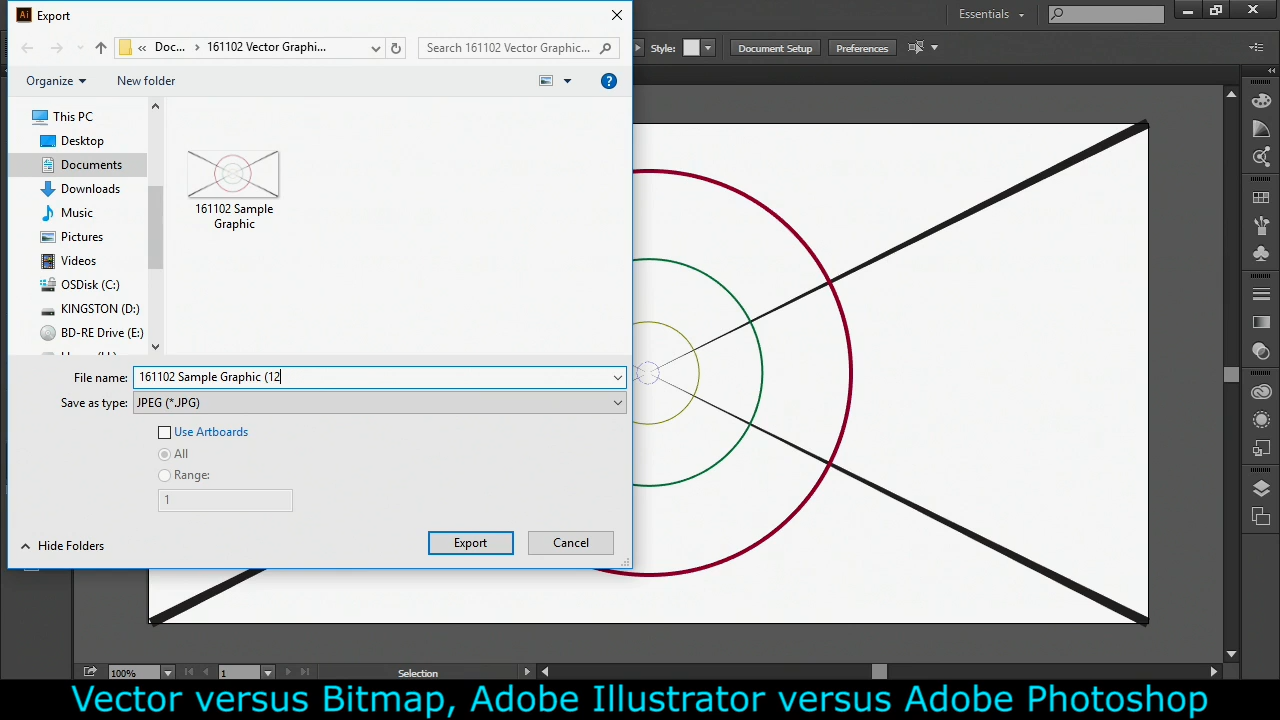 Export
Essentials
« Doc... › 161102 Vector Graphi...
Search 161102 Vector Graphic...
Style:
Document Setup
Preferences
Organize
New folder
This PC
Desktop
Documents
Downloads
Music
Pictures
Videos
OSDisk (C:)
KINGSTON (D:)
BD-RE Drive (E:)
161102 Sample
Graphic
File name: 161102 Sample Graphic (12
Save as type: JPEG (*.JPG)
Use Artboards
All
Range:
1
Export
Cancel
Hide Folders
100%
1
Selection
Vector versus Bitmap, Adobe Illustrator versus Adobe Photoshop